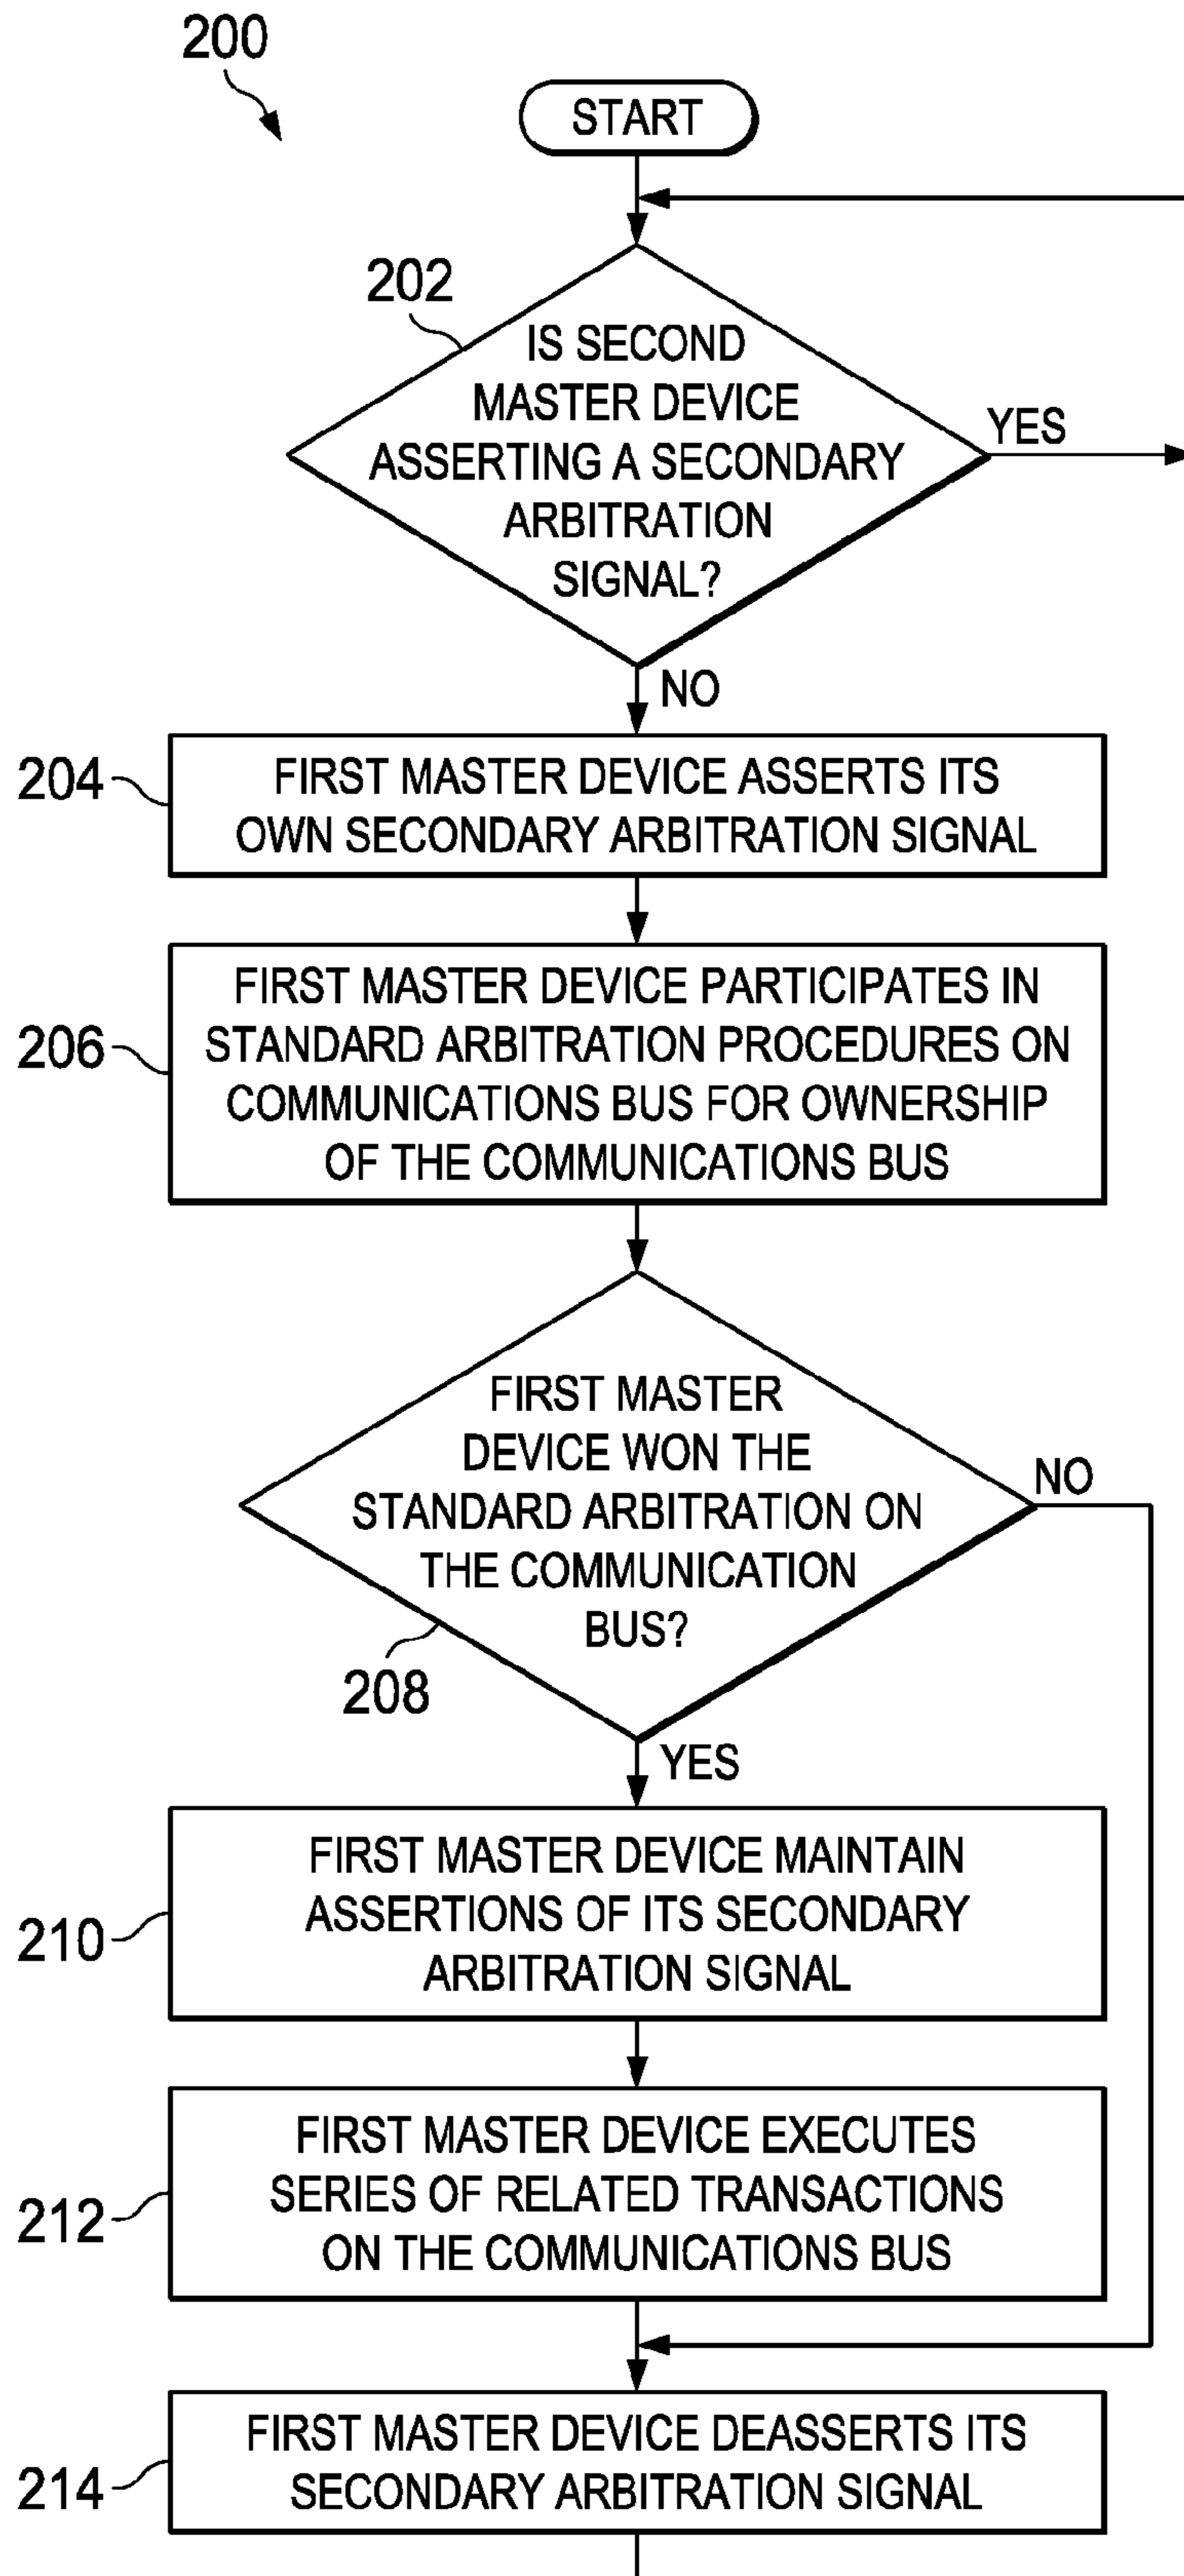 200
START
202
IS SECOND
MASTER DEVICE
ASSERTING A SECONDARY
ARBITRATION
SIGNAL?
YES
NO
204
FIRST MASTER DEVICE ASSERTS ITS
OWN SECONDARY ARBITRATION SIGNAL
206
FIRST MASTER DEVICE PARTICIPATES IN
STANDARD ARBITRATION PROCEDURES ON
COMMUNICATIONS BUS FOR OWNERSHIP
OF THE COMMUNICATIONS BUS
FIRST MASTER
DEVICE WON THE
STANDARD ARBITRATION ON
THE COMMUNICATION
BUS?
NO
208
YES
210
FIRST MASTER DEVICE MAINTAIN
ASSERTIONS OF ITS SECONDARY
ARBITRATION SIGNAL
212
FIRST MASTER DEVICE EXECUTES
SERIES OF RELATED TRANSACTIONS
ON THE COMMUNICATIONS BUS
214
FIRST MASTER DEVICE DEASSERTS ITS
SECONDARY ARBITRATION SIGNAL